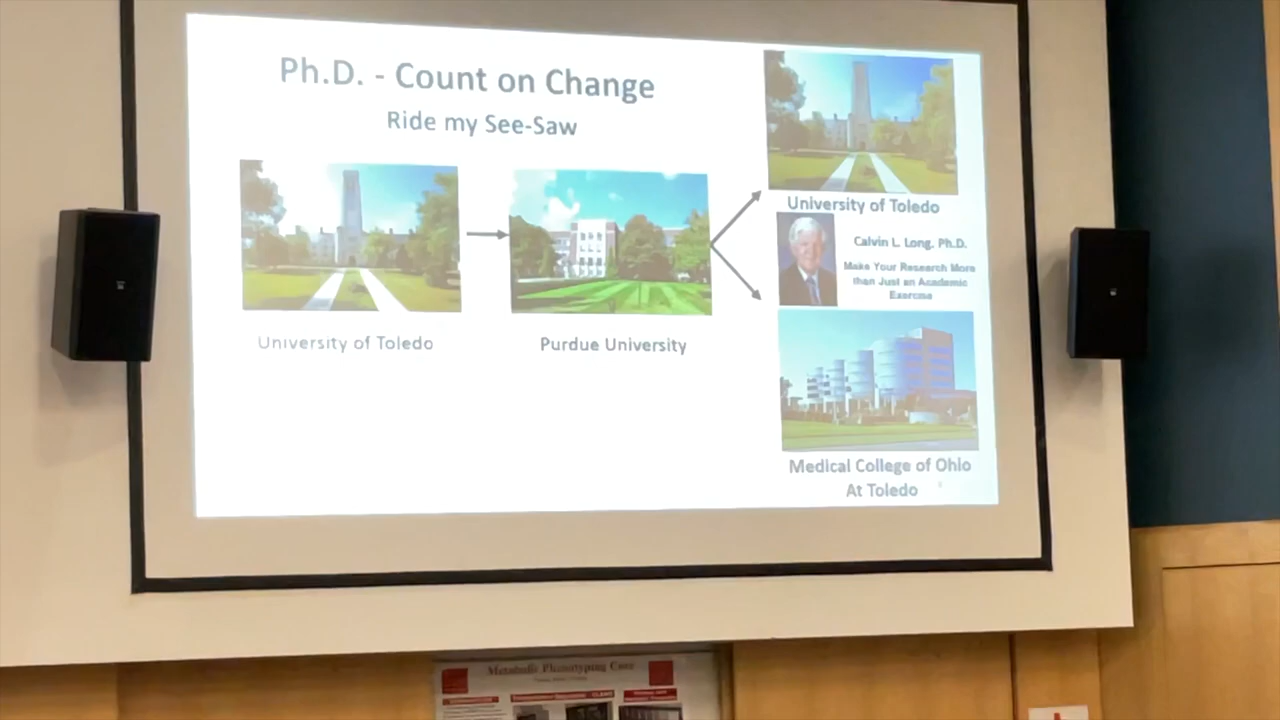 Ph.D. - Count on Change
Ride my See-Saw
University of Toledo
Purdue University
University of Toledo
Calvin L. Long, Ph.D.
Make Your Research More
than Just an Academic
Exercise
Medical College of Ohio
At Toledo
Metabolic Phenotyping Core